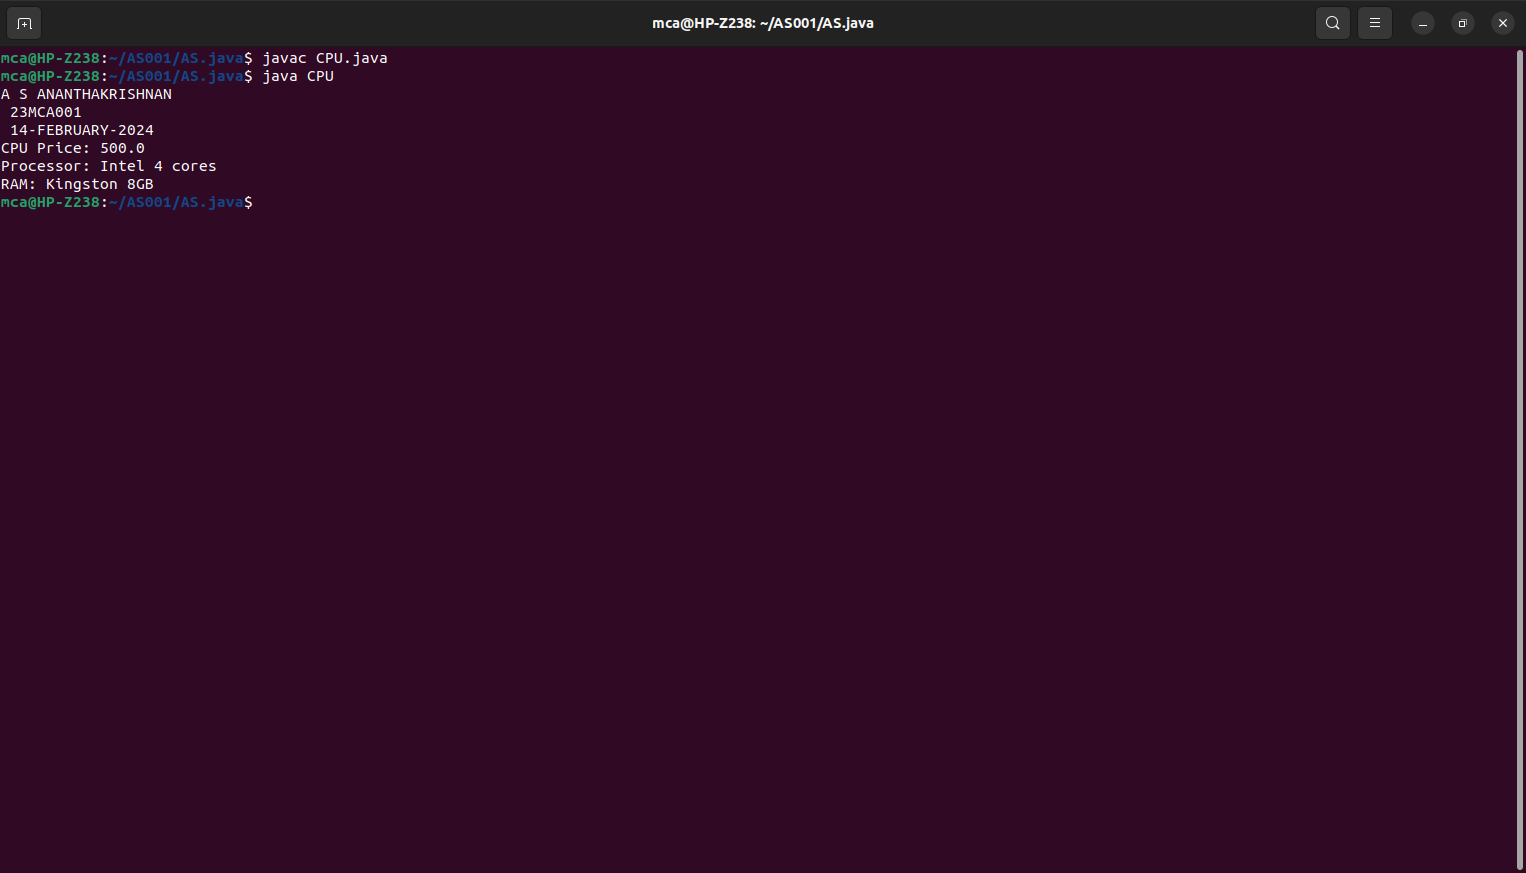 mca@HP-Z238: ~/AS001/AS.java
mca@HP-Z238:~/AS001/AS.java$ javac CPU.java
mca@HP-Z238:~/AS001/AS.java$ java CPU
A S ANANTHAKRISHNAN
 23MCA001
 14-FEBRUARY-2024
CPU Price: 500.0
Processor: Intel 4 cores
RAM: Kingston 8GB
mca@HP-Z238:~/AS001/AS.java$